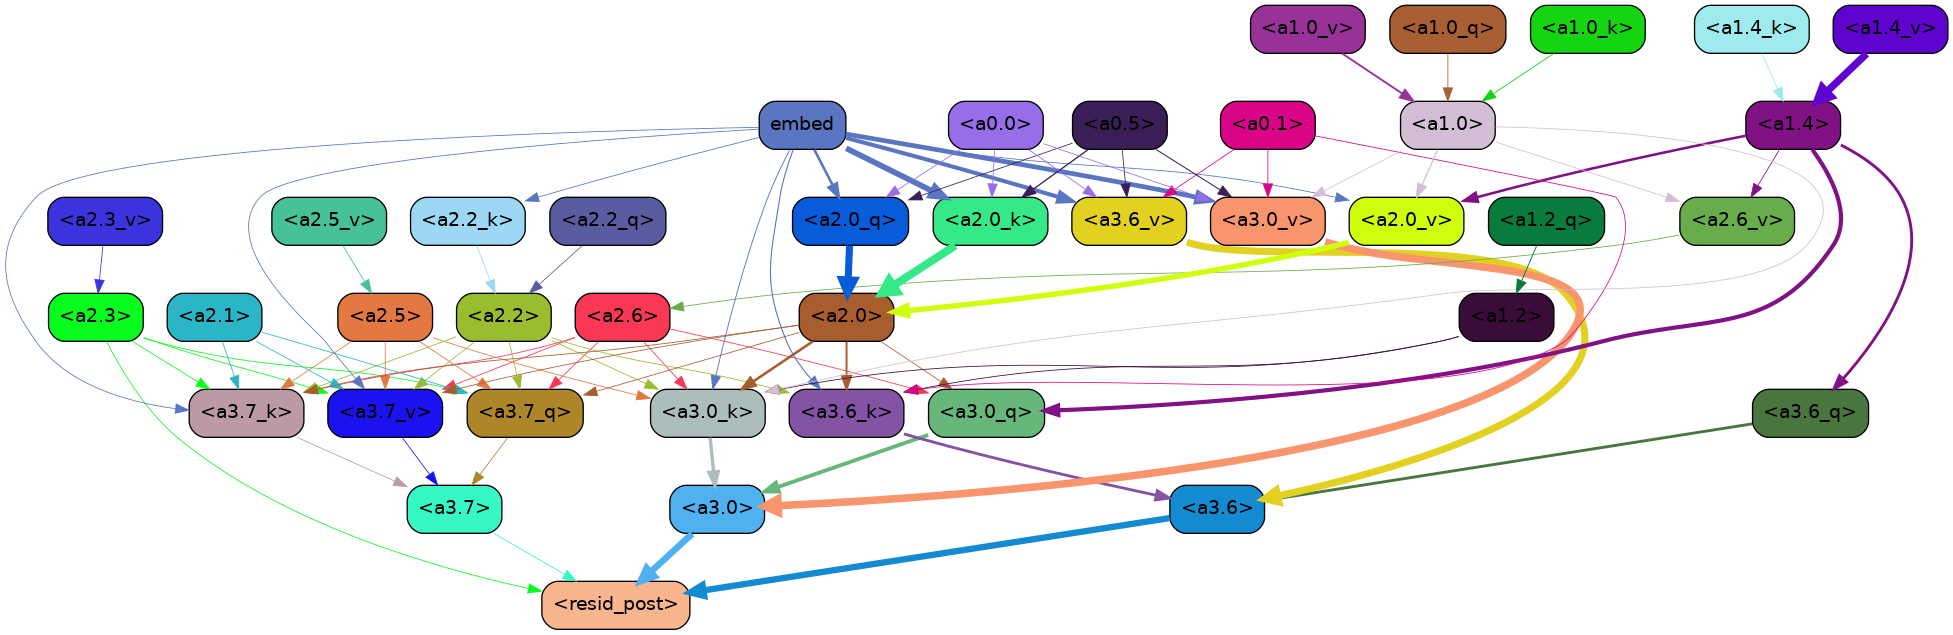 <a1.0_v> <a1.0_q> <a1.0_k> <a1.4_k> <a1.4_v>
embed <a0.0> <a0.5> <a0.1> <a1.0> <a1.4>
<a2.3_v> <a2.5_v> <a2.2_k> <a2.2_q> <a2.0_q> <a2.0_k> <a3.6_v> <a3.0_v> <a2.0_v> <a1.2_q> <a2.6_v>
<a2.3> <a2.1> <a2.5> <a2.2> <a2.6> <a2.0> <a1.2>
<a3.7_k> <a3.7_v> <a3.7_q> <a3.0_k> <a3.6_k> <a3.0_q> <a3.6_q>
<a3.7> <a3.0> <a3.6>
<resid_post>